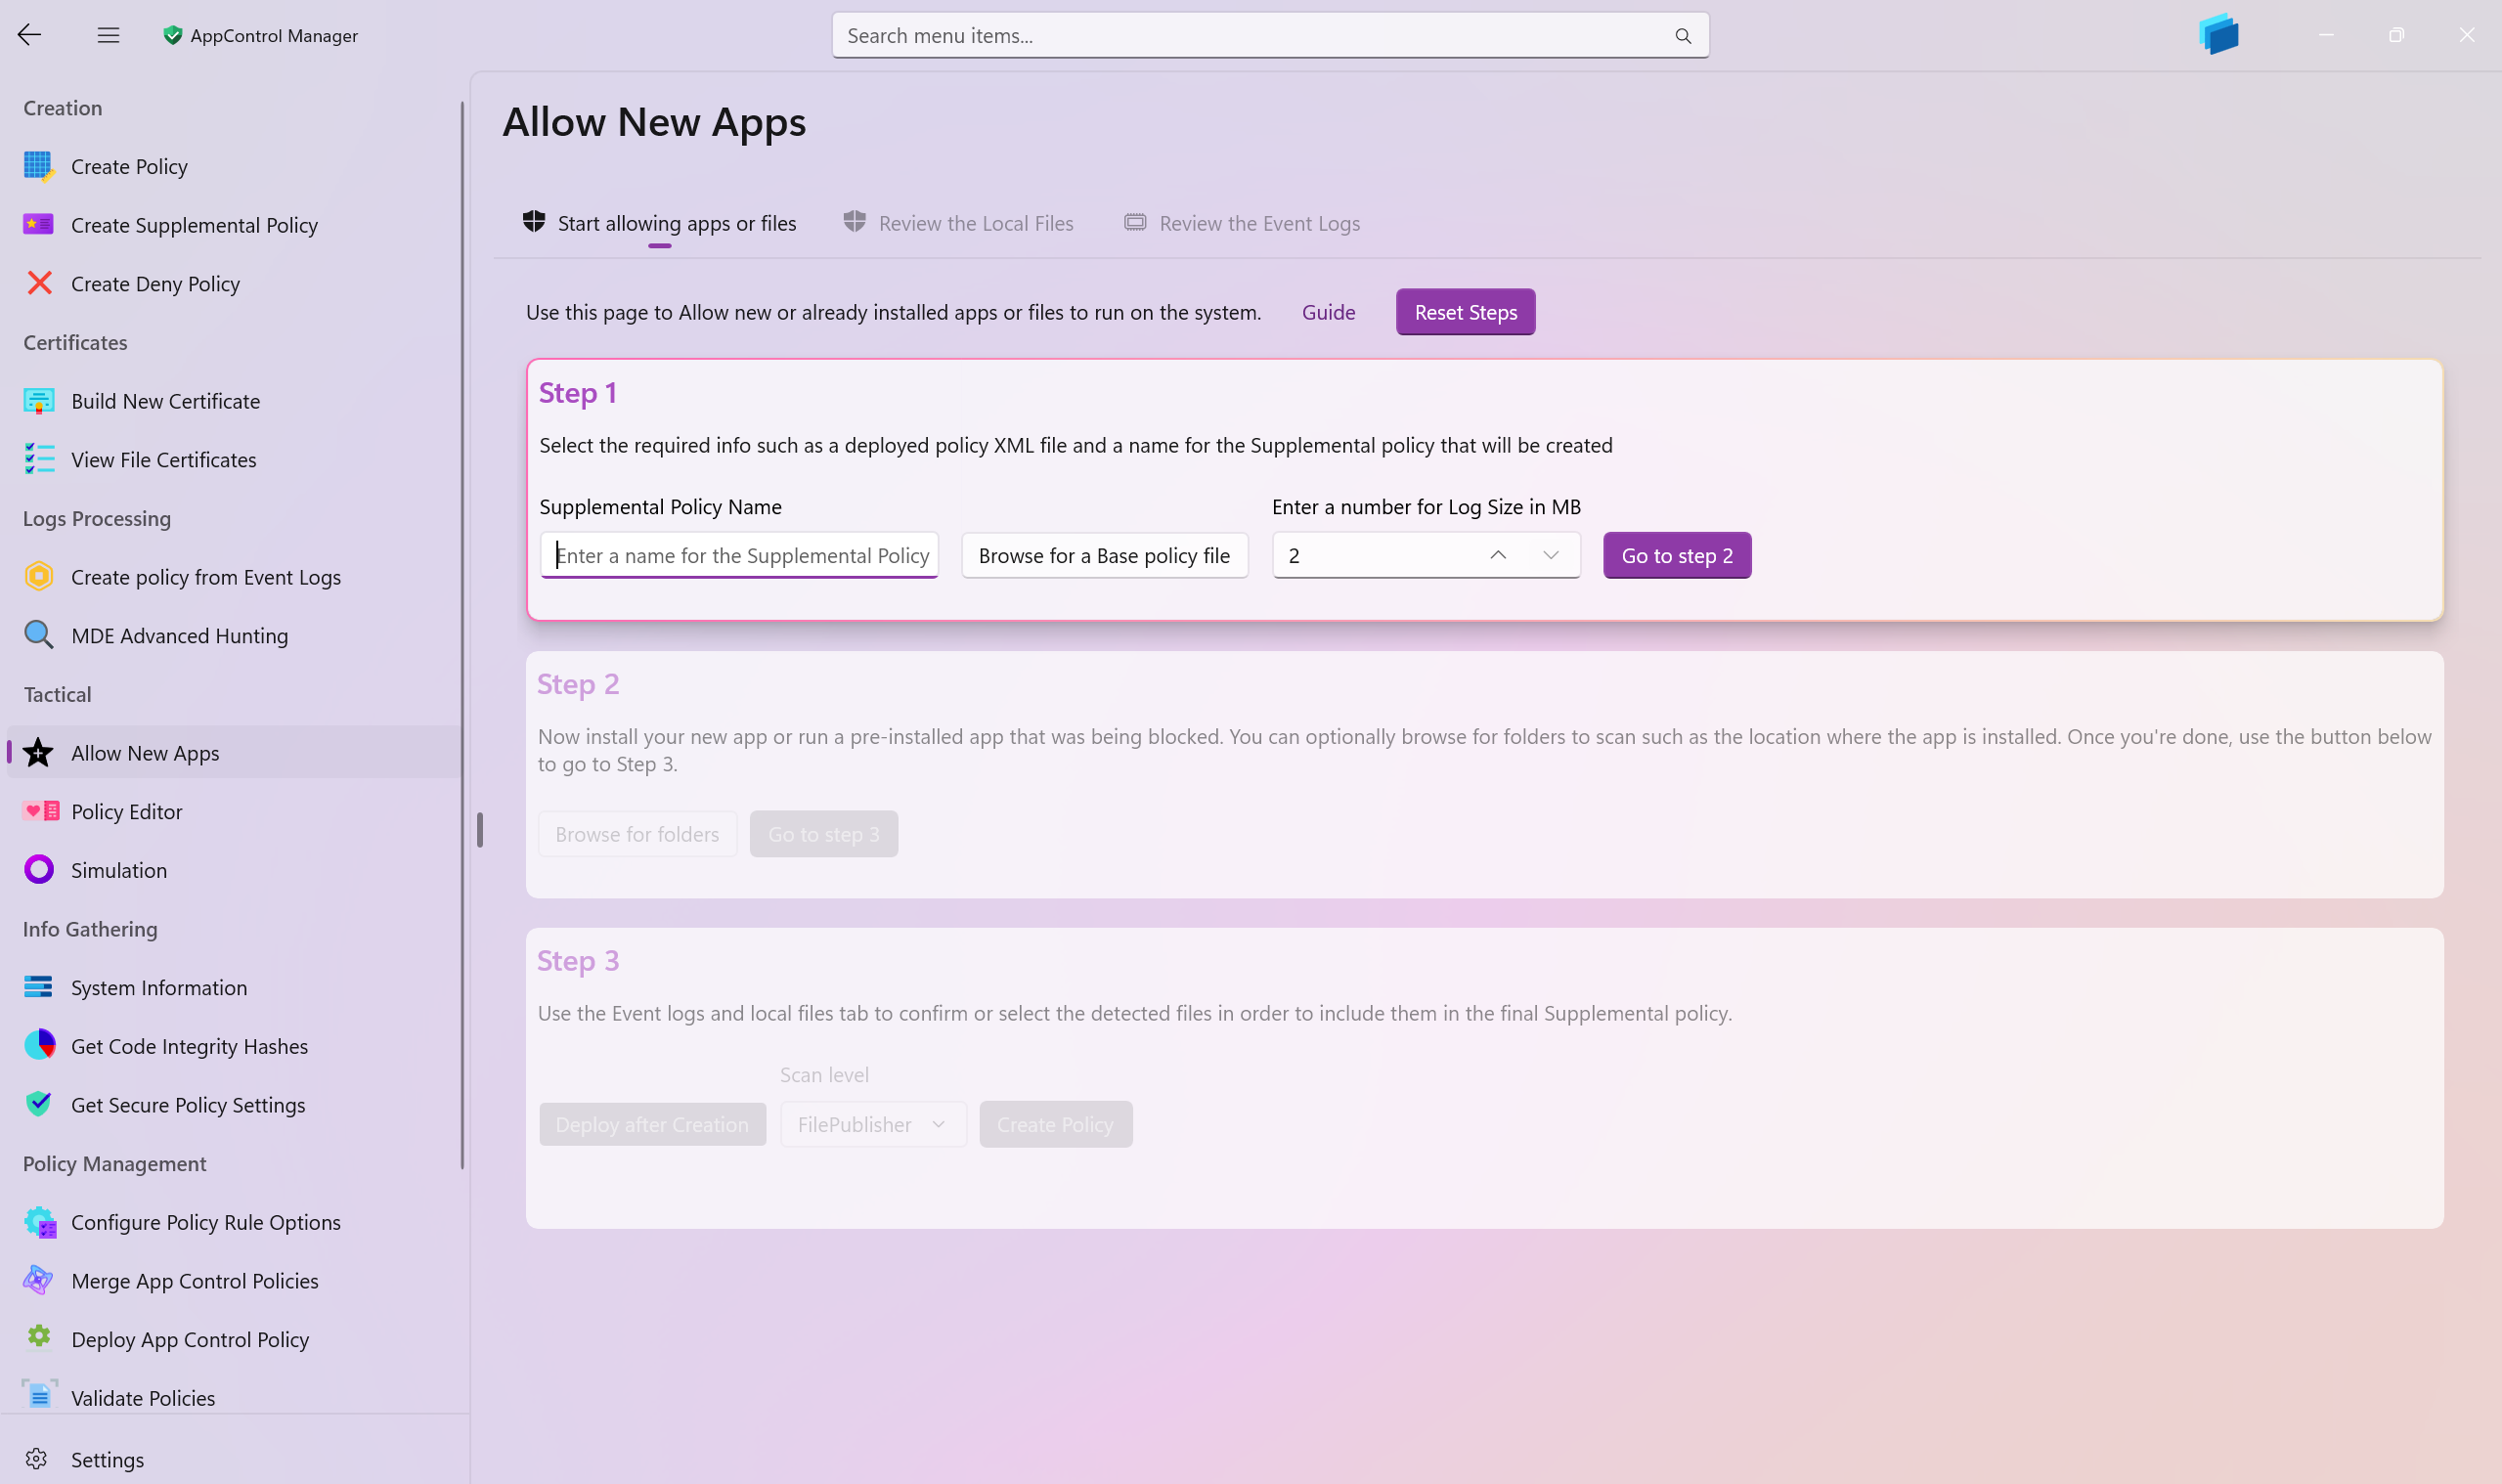 AppControl Manager
Search menu items...
Creation
Create Policy
Create Supplemental Policy
Create Deny Policy
Certificates
Build New Certificate
View File Certificates
Logs Processing
Create policy from Event Logs
MDE Advanced Hunting
Tactical
Allow New Apps
Policy Editor
Simulation
Info Gathering
System Information
Get Code Integrity Hashes
Get Secure Policy Settings
Policy Management
Configure Policy Rule Options
Merge App Control Policies
Deploy App Control Policy
Validate Policies
Settings
Allow New Apps
Start allowing apps or files
Review the Local Files
Review the Event Logs
Use this page to Allow new or already installed apps or files to run on the system.
Guide
Reset Steps
Step 1
Select the required info such as a deployed policy XML file and a name for the Supplemental policy that will be created
Supplemental Policy Name
Enter a name for the Supplemental Policy
Browse for a Base policy file
Enter a number for Log Size in MB
2
Go to step 2
Step 2
Now install your new app or run a pre-installed app that was being blocked. You can optionally browse for folders to scan such as the location where the app is installed. Once you're done, use the button below
to go to Step 3.
Browse for folders
Go to step 3
Step 3
Use the Event logs and local files tab to confirm or select the detected files in order to include them in the final Supplemental policy.
Scan level
Deploy after Creation
FilePublisher
Create Policy